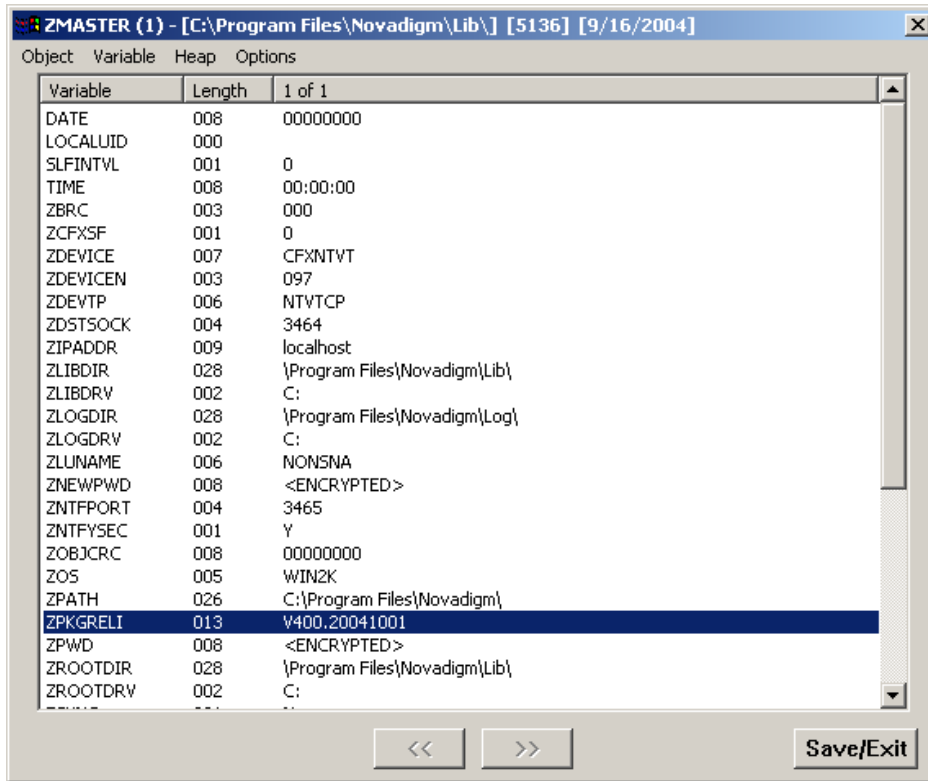 ZMASTER (1) - [C:\Program Files\Novadigm\Lib\] [5136] [9/16/2004]
Object Variable Heap Options
Variable Length 1 of 1
DATE 008 00000000
LOCALUID 000
SLFINTVL 001 0
TIME 008 00:00:00
ZBRC 003 000
ZCFXSF 001 0
ZDEVICE 007 CFXNTVT
ZDEVICEN 003 097
ZDEVTP 006 NTVTCP
ZDSTSOCK 004 3464
ZIPADDR 009 localhost
ZLIBDIR 028 \Program Files\Novadigm\Lib\
ZLIBDRV 002 C:
ZLOGDIR 028 \Program Files\Novadigm\Log\
ZLOGDRV 002 C:
ZLUNAME 006 NONSNA
ZNEWPWD 008 <ENCRYPTED>
ZNTFPORT 004 3465
ZNTFYSEC 001 Y
ZOBJCRC 008 00000000
ZOS 005 WIN2K
ZPATH 026 C:\Program Files\Novadigm\
ZPKGRELI 013 V400.20041001
ZPWD 008 <ENCRYPTED>
ZROOTDIR 028 \Program Files\Novadigm\Lib\
ZROOTDRV 002 C:
<< >> Save/Exit